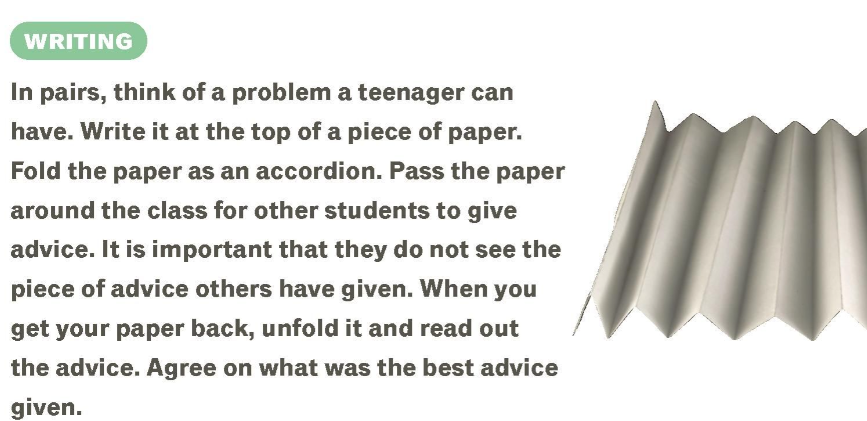 WRITING
In pairs, think of a problem a teenager can
have. Write it at the top of a piece of paper.
Fold the paper as an accordion. Pass the paper
around the class for other students to give
advice. It is important that they do not see the
piece of advice others have given. When you
get your paper back, unfold it and read out
the advice. Agree on what was the best advice
given.